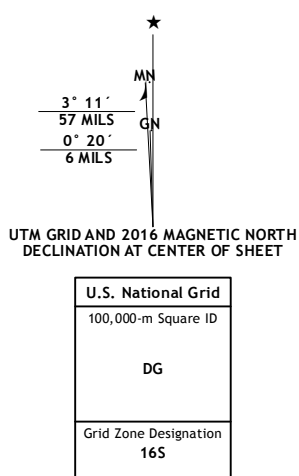 ★
MN
3° 11´
57 MILS
GN
0° 20´
6 MILS
UTM GRID AND 2016 MAGNETIC NORTH
DECLINATION AT CENTER OF SHEET
U.S. National Grid
100,000-m Square ID
DG
Grid Zone Designation
16S